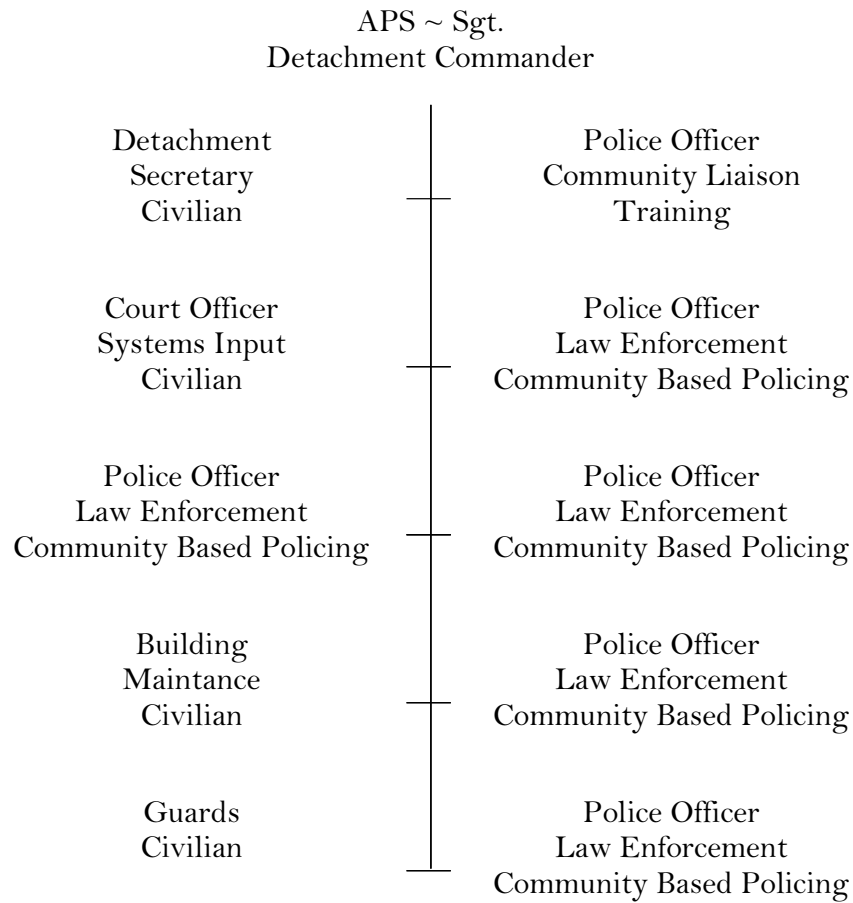 APS ~ Sgt.
Detachment Commander
Detachment
Secretary
Civilian
Police Officer
Community Liaison
Training
Court Officer
Systems Input
Civilian
Police Officer
Law Enforcement
Community Based Policing
Police Officer
Law Enforcement
Community Based Policing
Police Officer
Law Enforcement
Community Based Policing
Building
Maintance
Civilian
Police Officer
Law Enforcement
Community Based Policing
Guards
Civilian
Police Officer
Law Enforcement
Community Based Policing